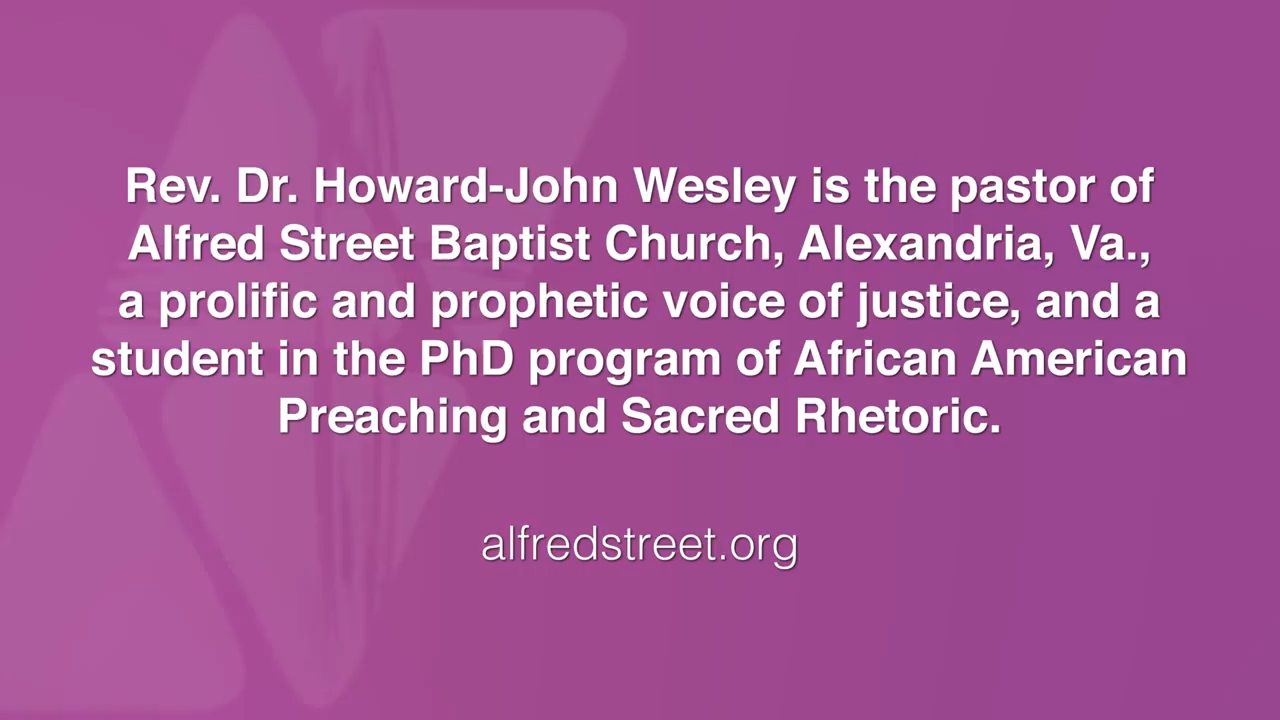 Rev. Dr. Howard-John Wesley is the pastor of
Alfred Street Baptist Church, Alexandria, Va.,
a prolific and prophetic voice of justice, and a
student in the PhD program of African American
Preaching and Sacred Rhetoric.
alfredstreet.org